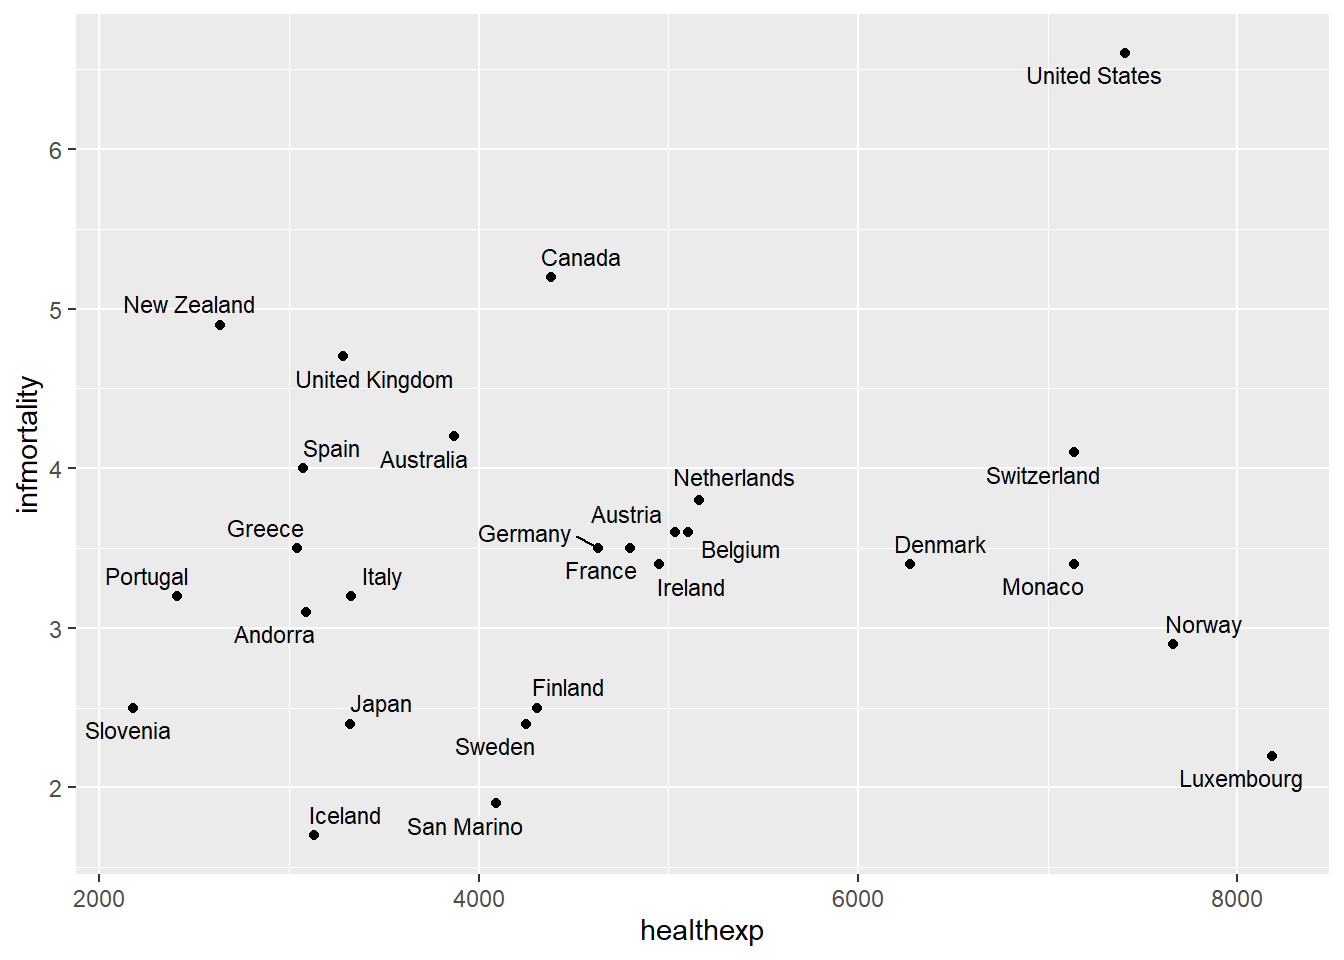 United States
6
Canada
New Zealand
5
United Kingdom
Spain
Australia
4
Netherlands
Switzerland
Austria
Greece
Germany
Denmark
Belgium
France
Portugal
Italy
Ireland
Monaco
3
Norway
Andorra
Finland
Japan
Slovenia
Sweden
Luxembourg
2
Iceland
San Marino
infmortality
2000
4000
6000
8000
healthexp